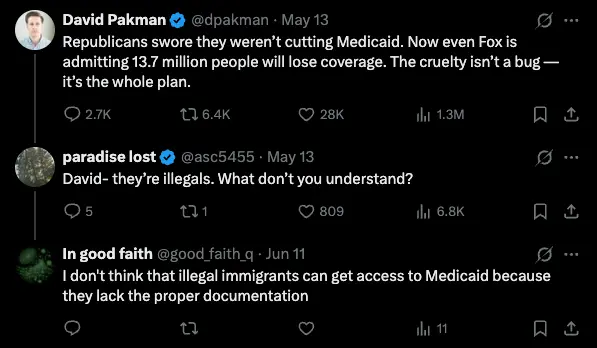 David Pakman @dpakman · May 13
Republicans swore they weren't cutting Medicaid. Now even Fox is
admitting 13.7 million people will lose coverage. The cruelty isn't a bug —
it's the whole plan.
2.7K 6.4K 28K 1.3M
paradise lost @asc5455 · May 13
David- they're illegals. What don't you understand?
5 1 809 6.8K
In good faith @good_faith_q · Jun 11
I don't think that illegal immigrants can get access to Medicaid because
they lack the proper documentation
11